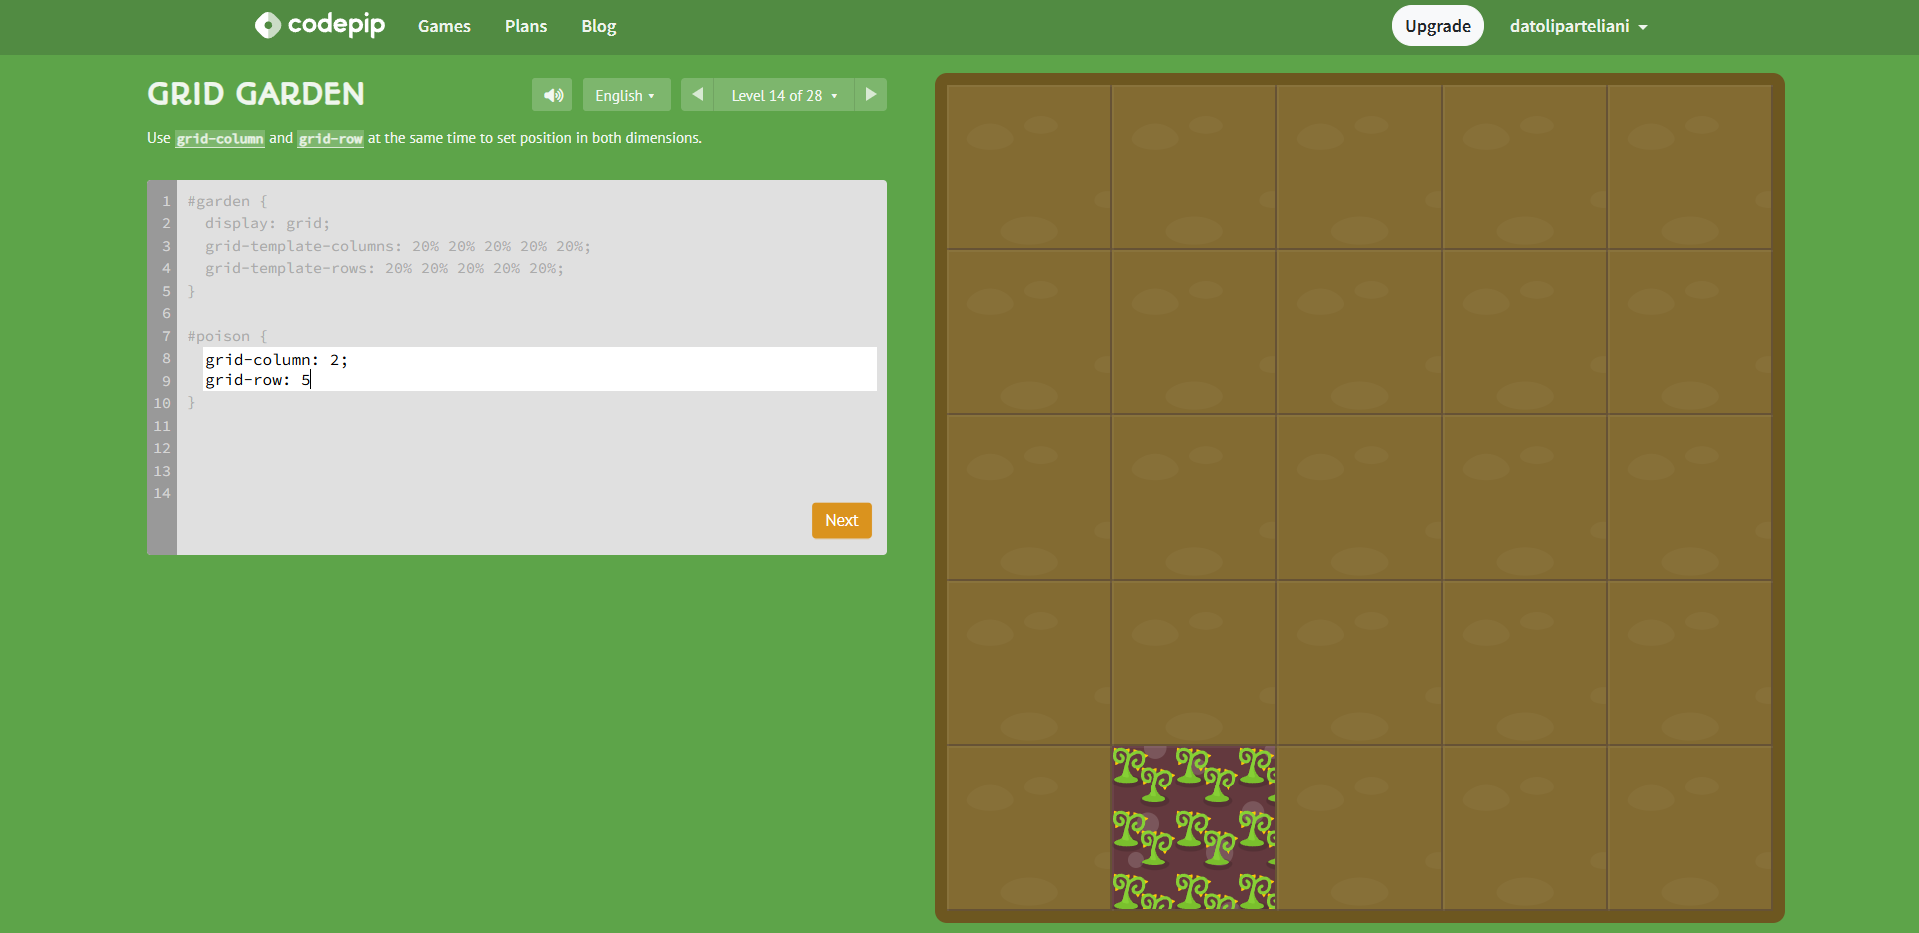 codepip Games Plans Blog Upgrade datoliparteliani
GRID GARDEN English Level 14 of 28
Use grid-column and grid-row at the same time to set position in both dimensions.
1 #garden {
2 display: grid;
3 grid-template-columns: 20% 20% 20% 20% 20%;
4 grid-template-rows: 20% 20% 20% 20% 20%;
5 }
6
7 #poison {
8 grid-column: 2;
9 grid-row: 5
10 }
11
12
13
14
Next